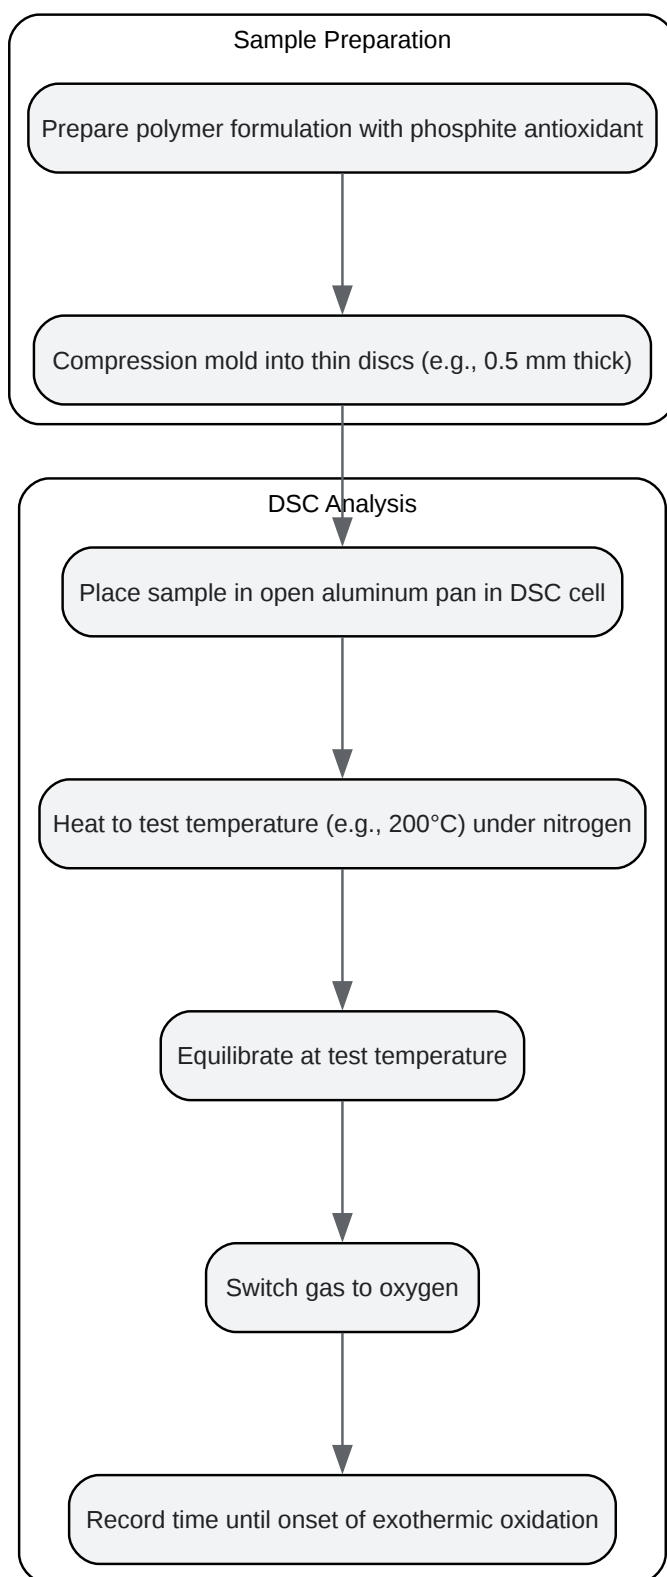 Sample Preparation
Prepare polymer formulation with phosphite antioxidant
Compression mold into thin discs (e.g., 0.5 mm thick)
DSC Analysis
Place sample in open aluminum pan in DSC cell
Heat to test temperature (e.g., 200°C) under nitrogen
Equilibrate at test temperature
Switch gas to oxygen
Record time until onset of exothermic oxidation